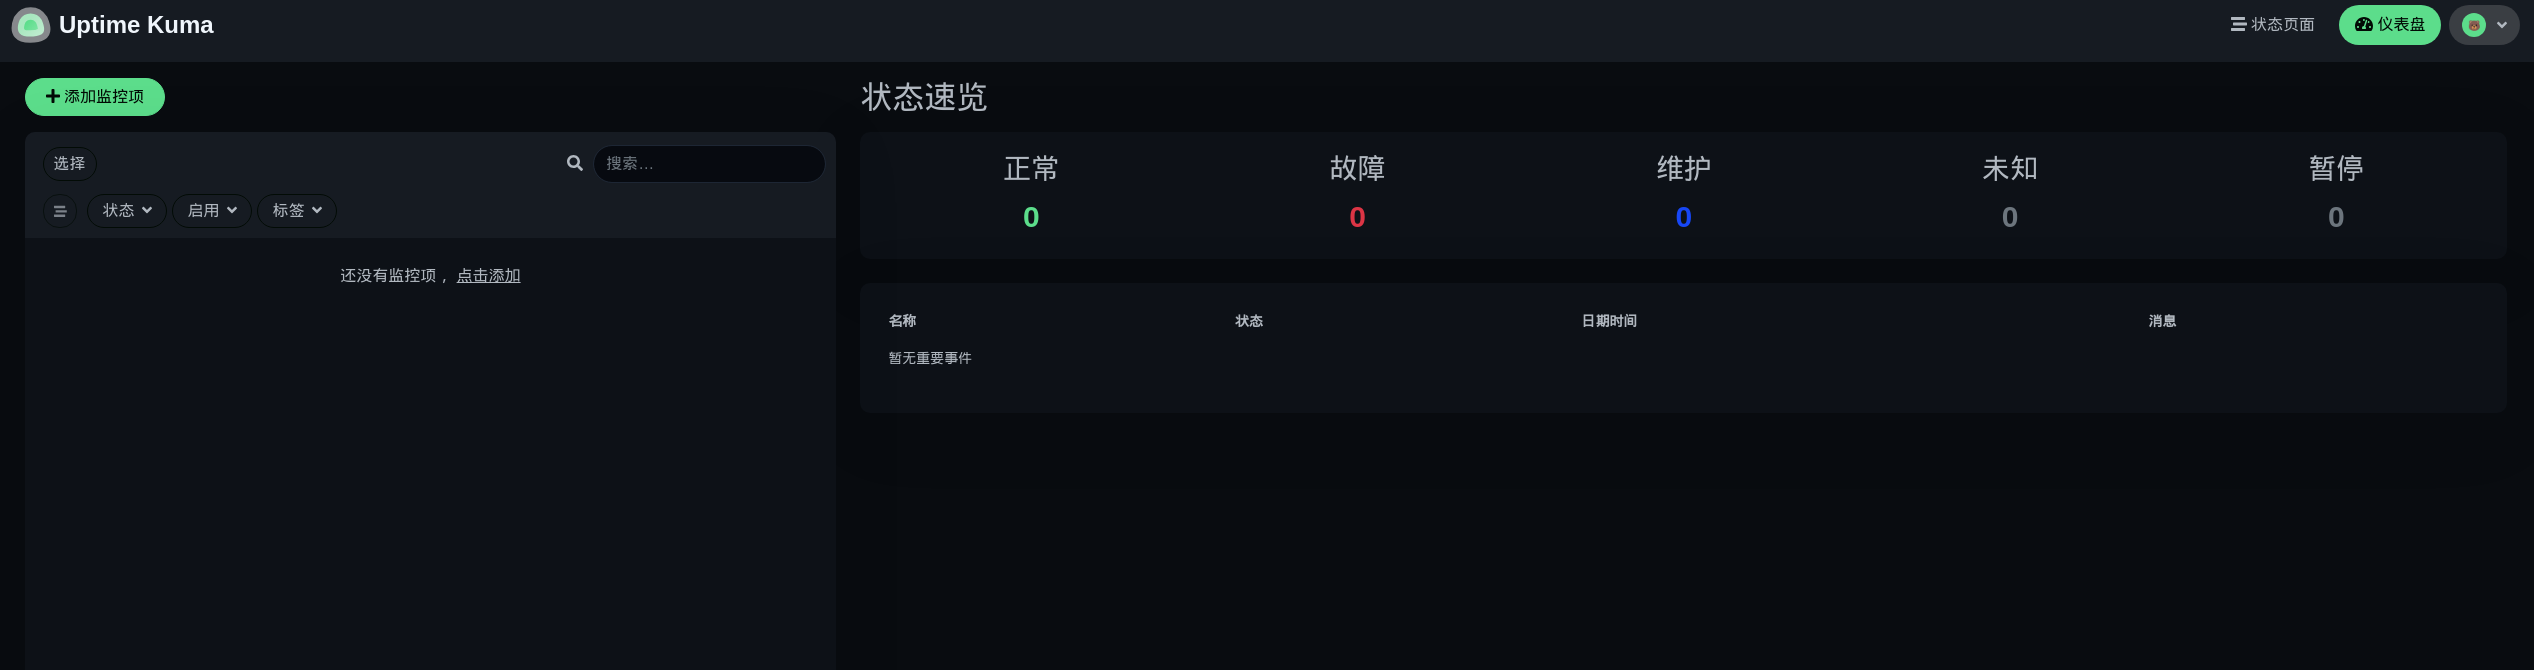 Uptime Kuma
状态页面
仪表盘
添加监控项
状态速览
选择
搜索...
状态
启用
标签
还没有监控项， 点击添加
正常 故障 维护 未知 暂停
0 0 0 0 0
名称 状态 日期时间 消息
暂无重要事件